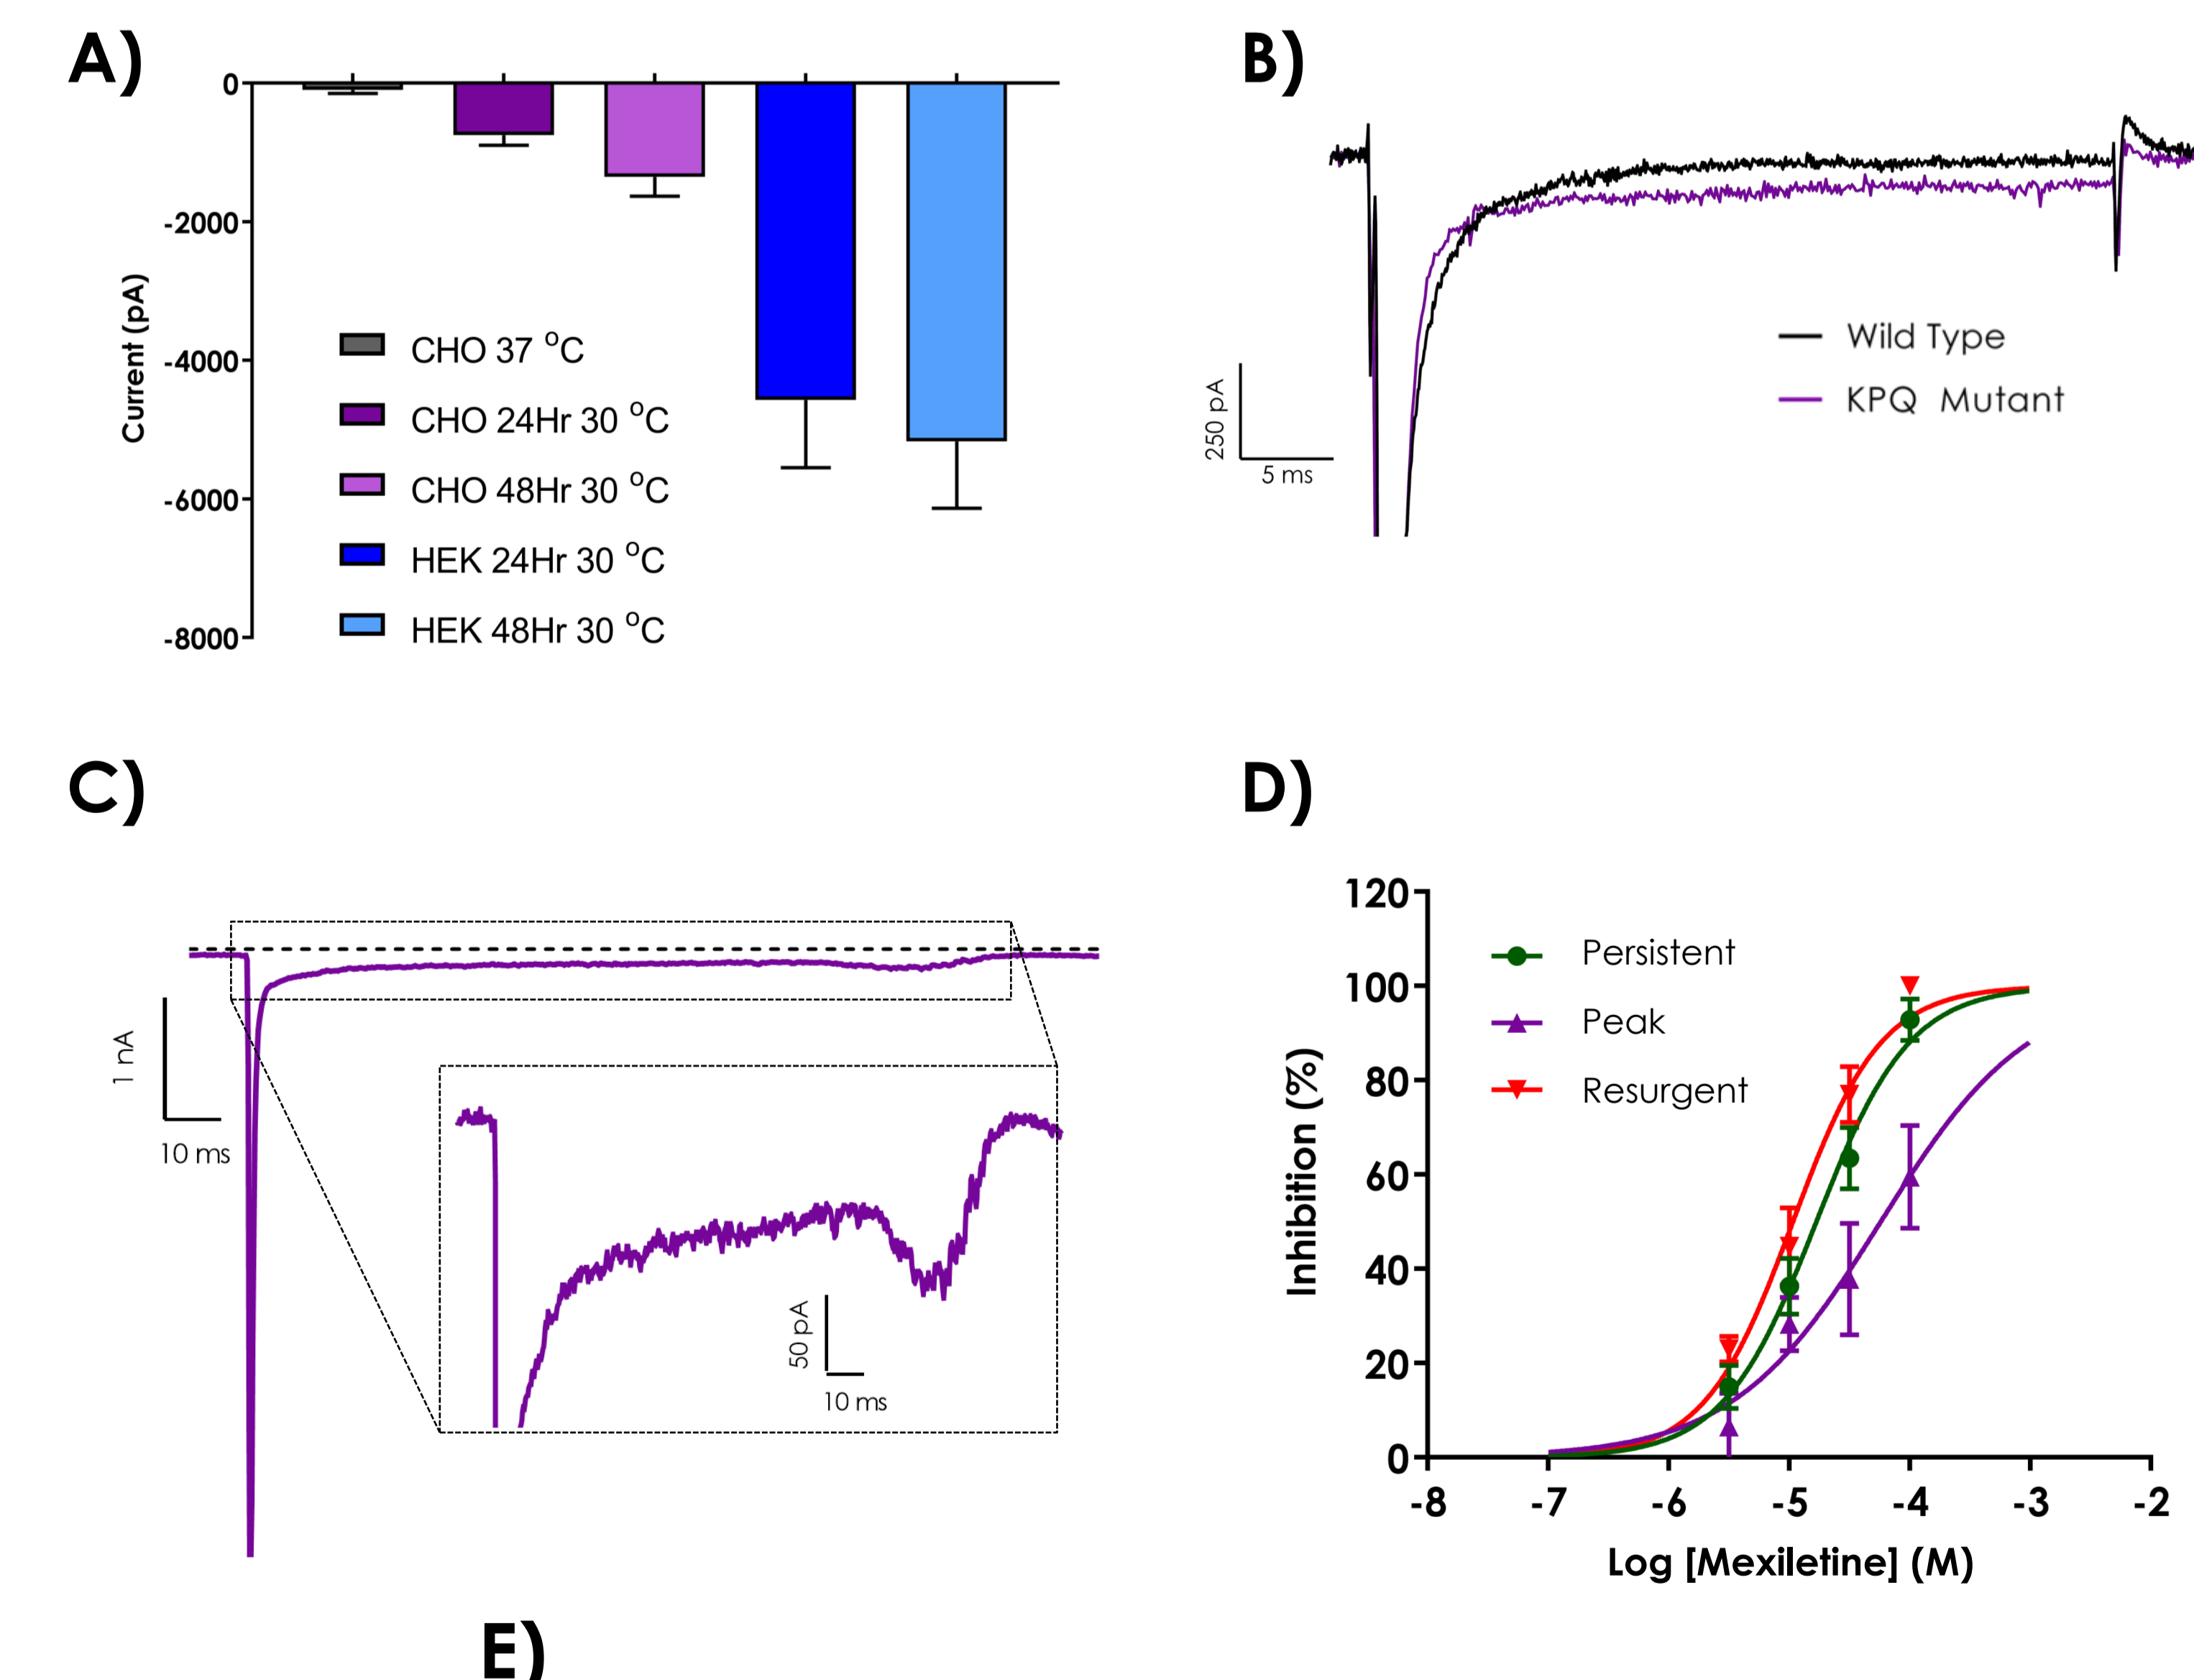 A)
0
-2000
-4000
-6000
-8000
Current (pA)
CHO 37 °C
CHO 24Hr 30 °C
CHO 48Hr 30 °C
HEK 24Hr 30 °C
HEK 48Hr 30 °C
B)
Wild Type
KPQ Mutant
250 pA
5 ms
C)
1 nA
10 ms
50 pA
10 ms
D)
120
100
80
60
40
20
0
Inhibition (%)
Persistent
Peak
Resurgent
-8 -7 -6 -5 -4 -3 -2
Log [Mexiletine] (M)
E)